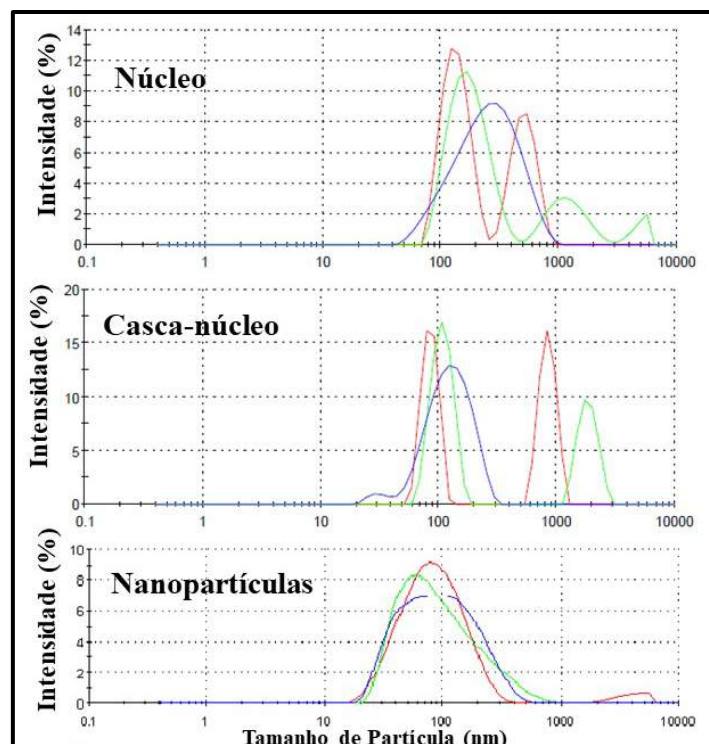 Intensidade (%)
14
12
10
8
6
4
2
0
Núcleo
0.1 1 10 100 1000 10000
Intensidade (%)
20
15
10
5
0
Casca-núcleo
0.1 1 10 100 1000 10000
Intensidade (%)
10
8
6
4
2
0
Nanopartículas
0.1 1 10 100 1000 10000
Tamanho de Partícula (nm)